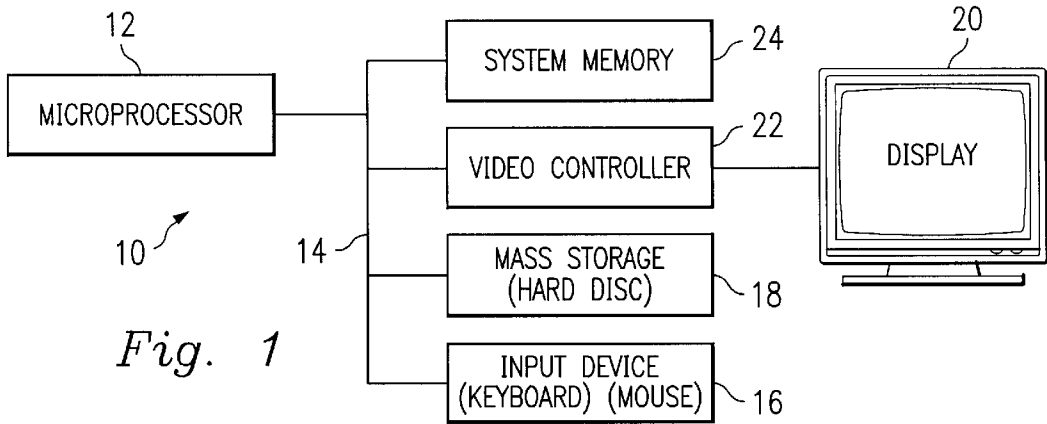 12
MICROPROCESSOR
10
14
SYSTEM MEMORY
24
VIDEO CONTROLLER
22
MASS STORAGE
(HARD DISC)
18
INPUT DEVICE
(KEYBOARD) (MOUSE)
16
20
DISPLAY
Fig. 1